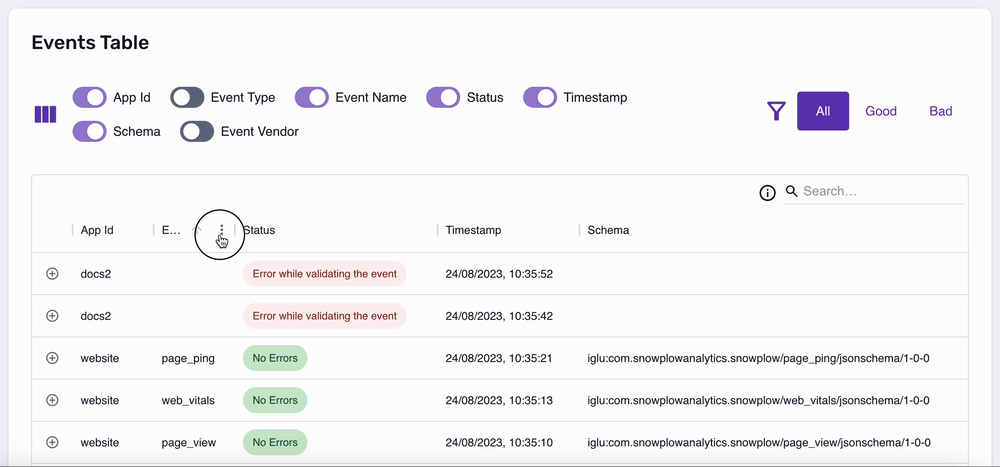 Events Table
App Id Event Type Event Name Status Timestamp
Schema Event Vendor
All Good Bad
Search…
App Id E… Status Timestamp Schema
docs2 Error while validating the event 24/08/2023, 10:35:52
docs2 Error while validating the event 24/08/2023, 10:35:42
website page_ping No Errors 24/08/2023, 10:35:21 iglu:com.snowplowanalytics.snowplow/page_ping/jsonschema/1-0-0
website web_vitals No Errors 24/08/2023, 10:35:13 iglu:com.snowplowanalytics.snowplow/web_vitals/jsonschema/1-0-0
website page_view No Errors 24/08/2023, 10:35:10 iglu:com.snowplowanalytics.snowplow/page_view/jsonschema/1-0-0